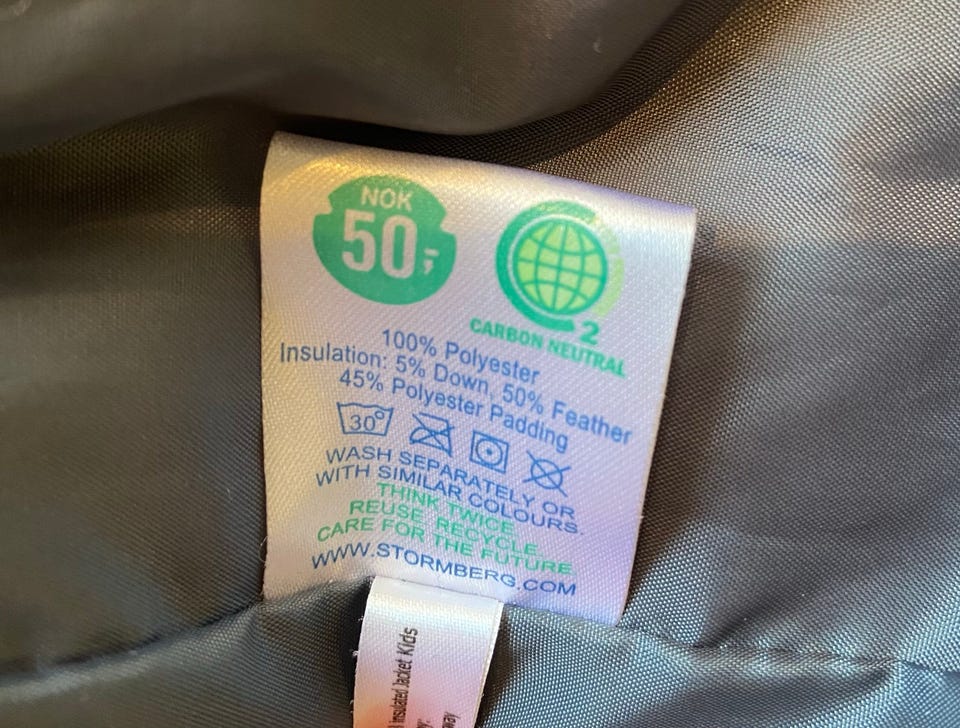 NOK
50,-
2
CARBON NEUTRAL
100% Polyester
Insulation: 5% Down, 50% Feather
45% Polyester Padding
30°
WASH SEPARATELY OR
WITH SIMILAR COLOURS.
THINK TWICE
REUSE, RECYCLE.
CARE FOR THE FUTURE.
WWW.STORMBERG.COM
Insulated Jacket Kids